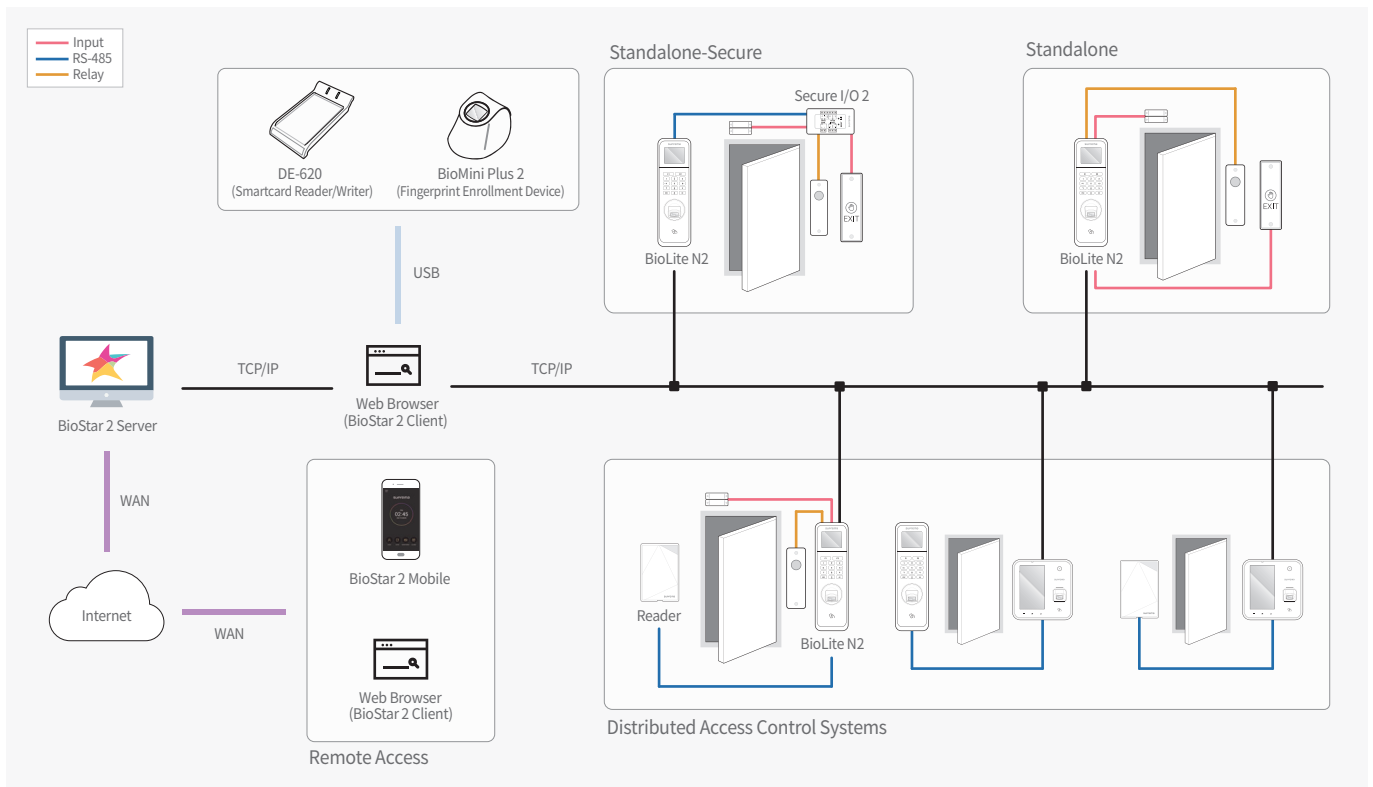 Input
RS-485
Relay
DE-620
(Smartcard Reader/Writer)
BioMini Plus 2
(Fingerprint Enrollment Device)
USB
Standalone-Secure
Secure I/O 2
EXIT
BioLite N2
Standalone
EXIT
BioLite N2
BioStar 2 Server
TCP/IP
Web Browser
(BioStar 2 Client)
TCP/IP
WAN
Internet
WAN
02:45
BioStar 2 Mobile
Web Browser
(BioStar 2 Client)
Remote Access
Reader
BioLite N2
Distributed Access Control Systems